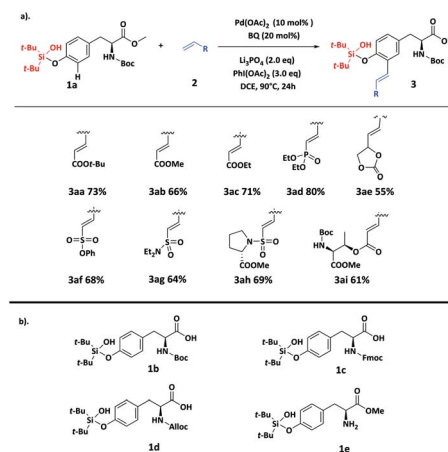 a).
t-Bu OH
Si
t-Bu O
H
O
O
HN
Boc
1a
+
R
2
Pd(OAc)₂ (10 mol%)
BQ (20 mol%)
Li₃PO₄ (2.0 eq)
PhI(OAc)₂ (3.0 eq)
DCE, 90°C, 24h
t-Bu OH
Si
t-Bu O
R
O
HN
Boc
3
COOt-Bu
3aa 73%
COOMe
3ab 66%
COOEt
3ac 71%
EtO P O
EtO
3ad 80%
O O
O
3ae 55%
O S O
OPh
3af 68%
O S O
Et₂N
3ag 64%
O
N S
O
COOMe
3ah 69%
Boc NH O
O
COOMe
3ai 61%
b).
t-Bu OH
Si
t-Bu O
O
OH
HN
Boc
1b
t-Bu OH
Si
t-Bu O
O
OH
HN
Fmoc
1c
t-Bu OH
Si
t-Bu O
O
OH
HN
Alloc
1d
t-Bu OH
Si
t-Bu O
O
OMe
NH₂
1e